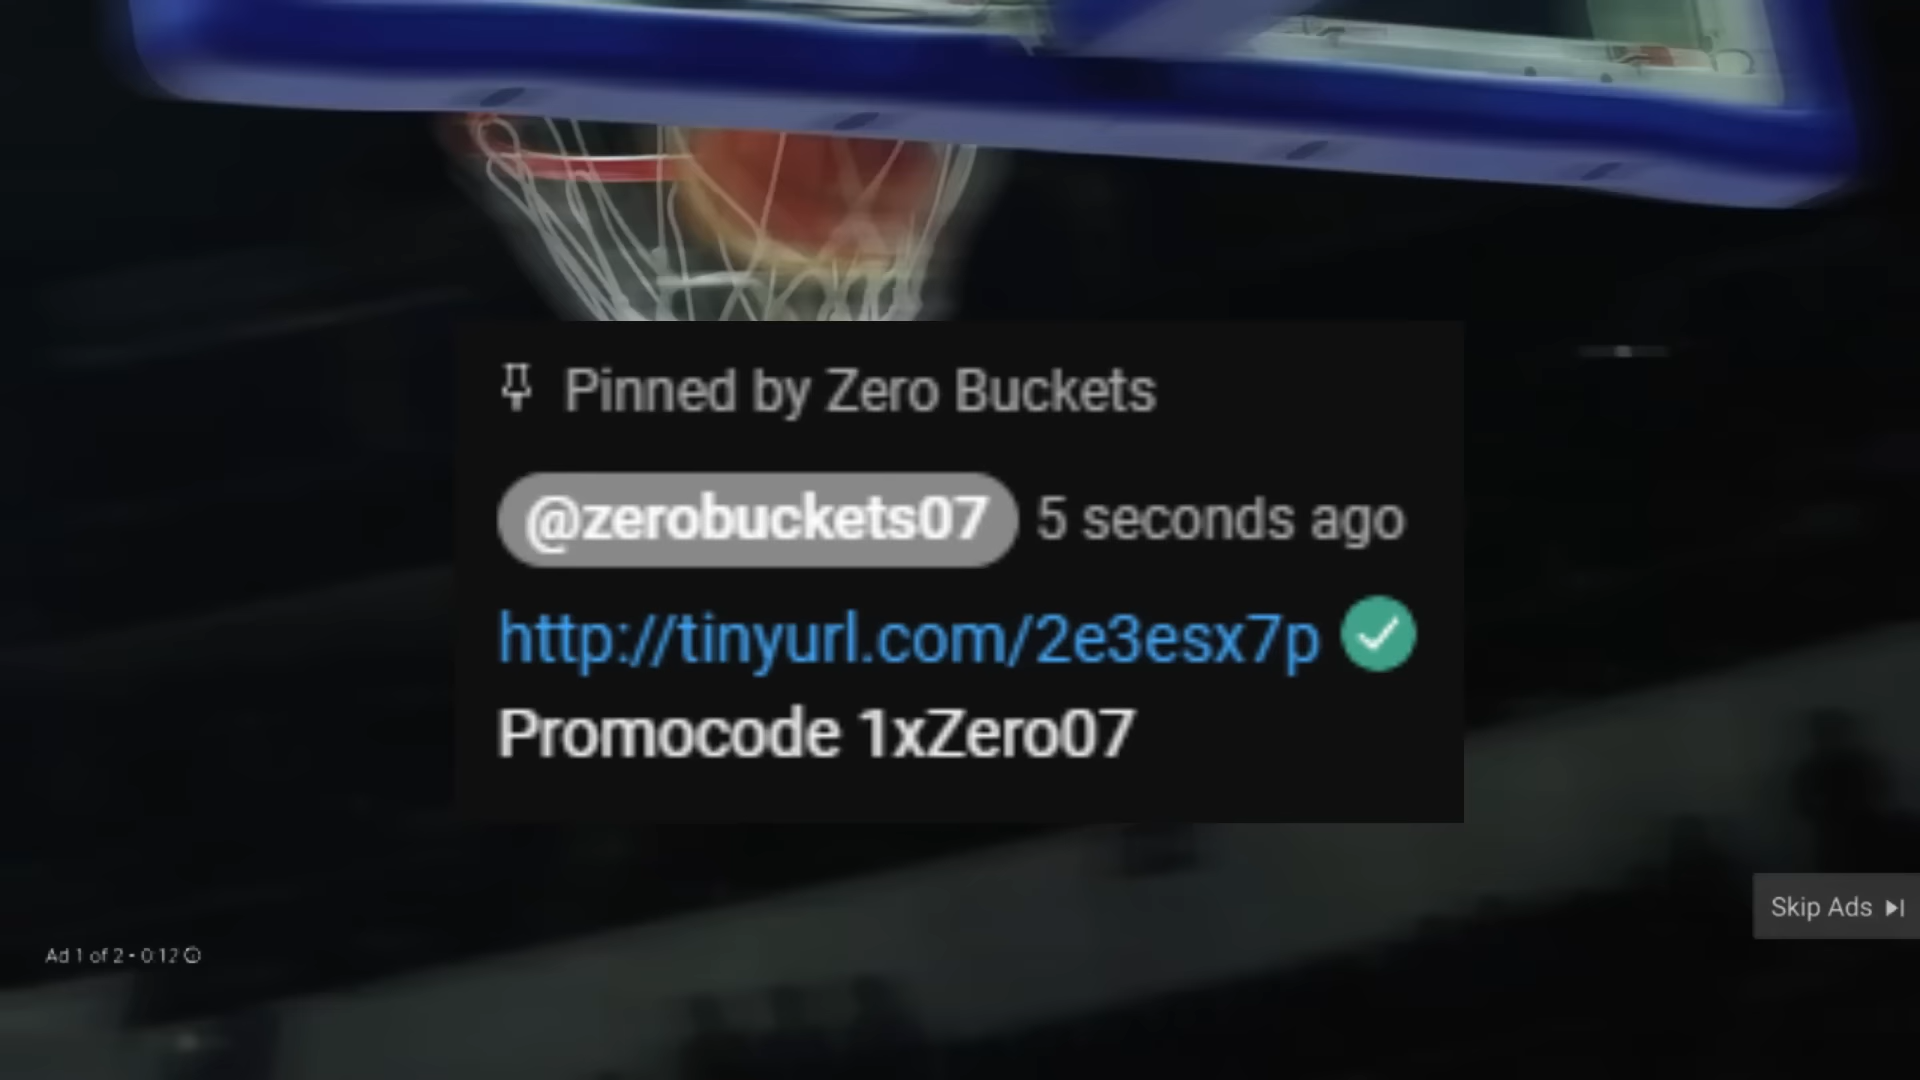 Pinned by Zero Buckets
@zerobuckets07 5 seconds ago
http://tinyurl.com/2e3esx7p
Promocode 1xZero07
Skip Ads
Ad 1 of 2 • 0:12